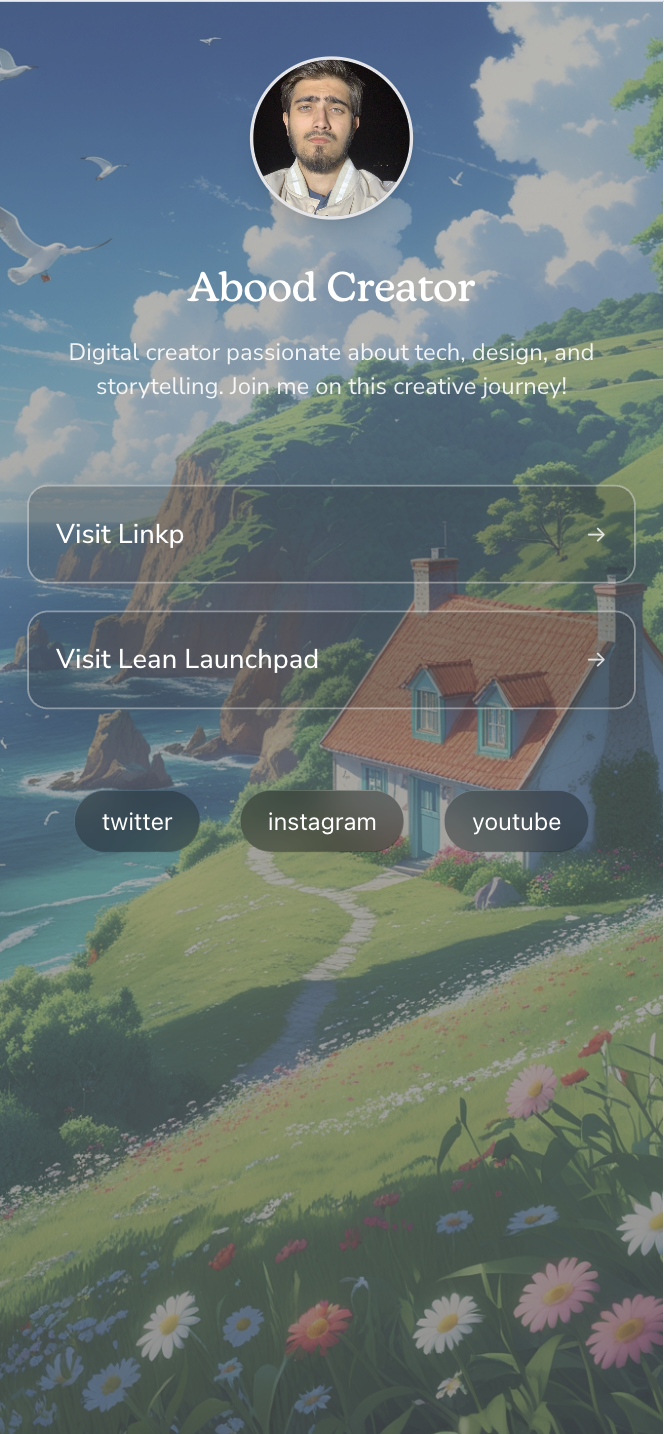 Abood Creator
Digital creator passionate about tech, design, and
storytelling. Join me on this creative journey!
Visit Linkp →
Visit Lean Launchpad →
twitter instagram youtube